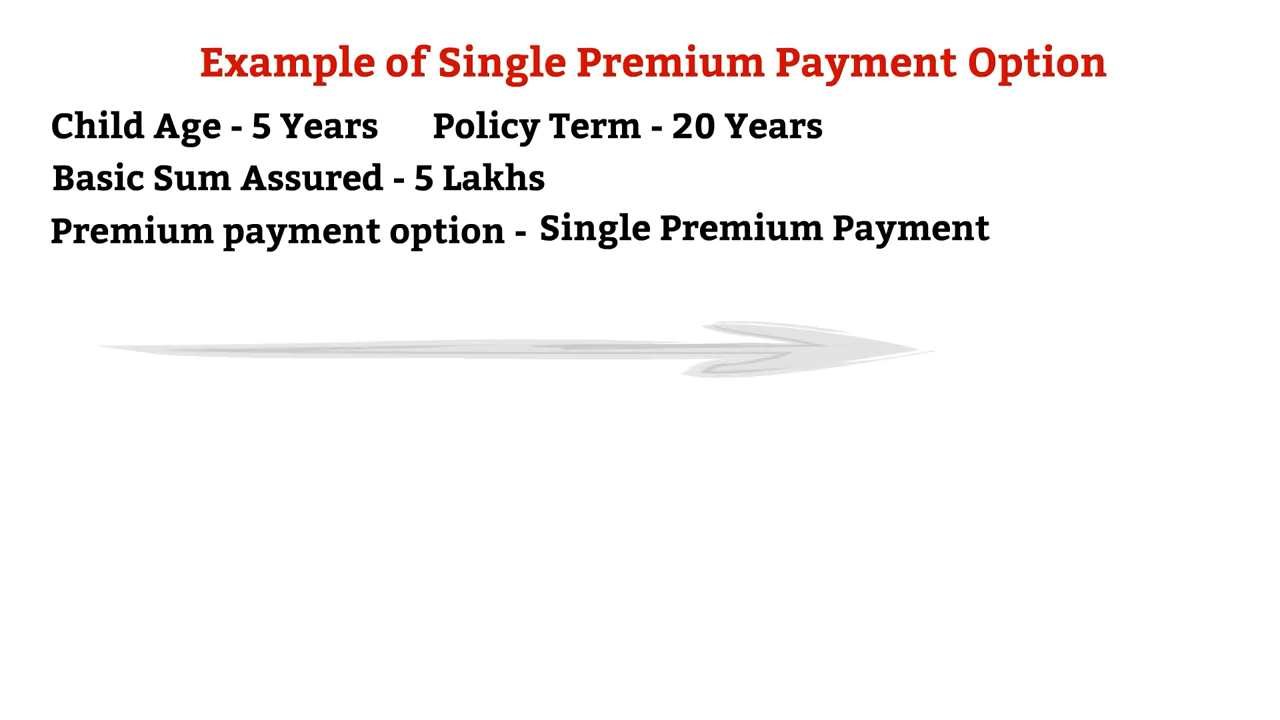 Example of Single Premium Payment Option
Child Age - 5 Years Policy Term - 20 Years
Basic Sum Assured - 5 Lakhs
Premium payment option - Single Premium Payment